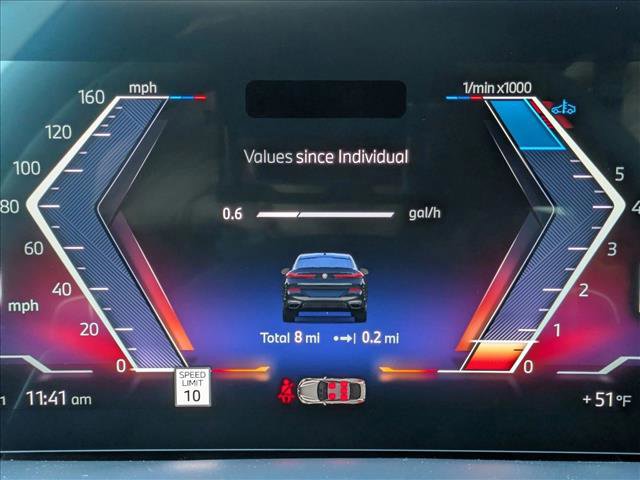 160 mph 1/min x1000
120
Values since Individual
100 5
80 0.6 gal/h 4
60 3
mph 40 2
20 Total 8 mi 0.2 mi 1
0 0
SPEED
LIMIT
10
11:41 am +51°F